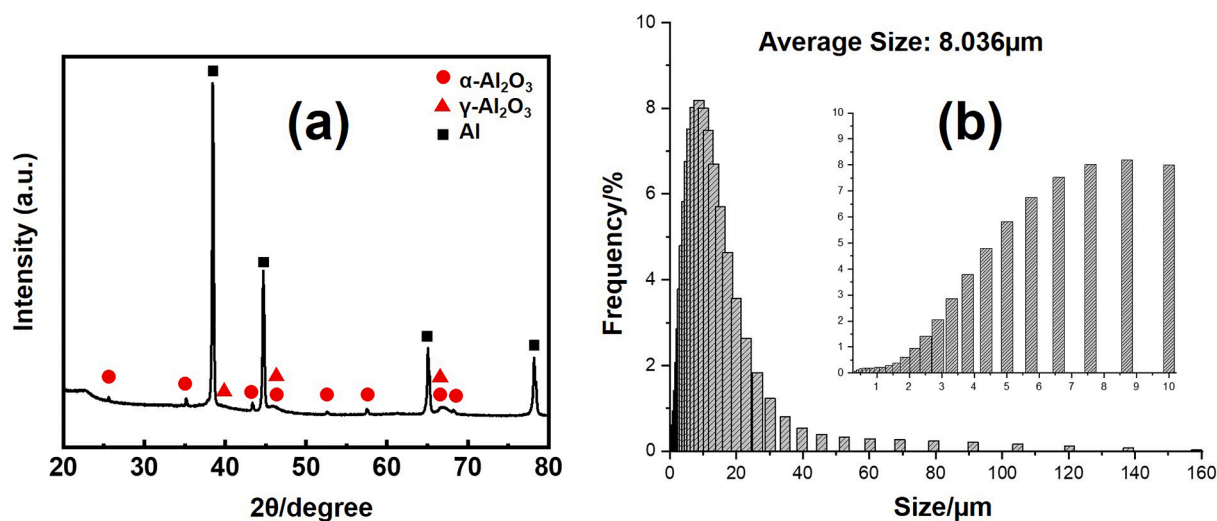 (a)
α-Al₂O₃
γ-Al₂O₃
Al
Intensity (a.u.)
20 30 40 50 60 70 80
2θ/degree
(b)
Average Size: 8.036μm
Frequency/%
10
8
6
4
2
0
0 20 40 60 80 100 120 140 160
Size/μm
10
9
8
7
6
5
4
3
2
1
0
1 2 3 4 5 6 7 8 9 10